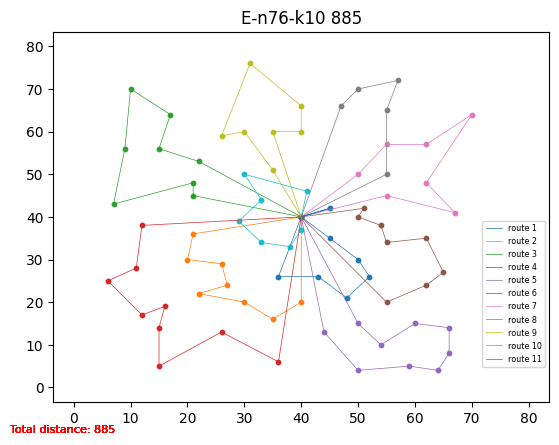 E-n76-k10 885
80
70
60
50
40
30
20
10
0
0 10 20 30 40 50 60 70 80
route 1
route 2
route 3
route 4
route 5
route 6
route 7
route 8
route 9
route 10
route 11
Total distance: 885